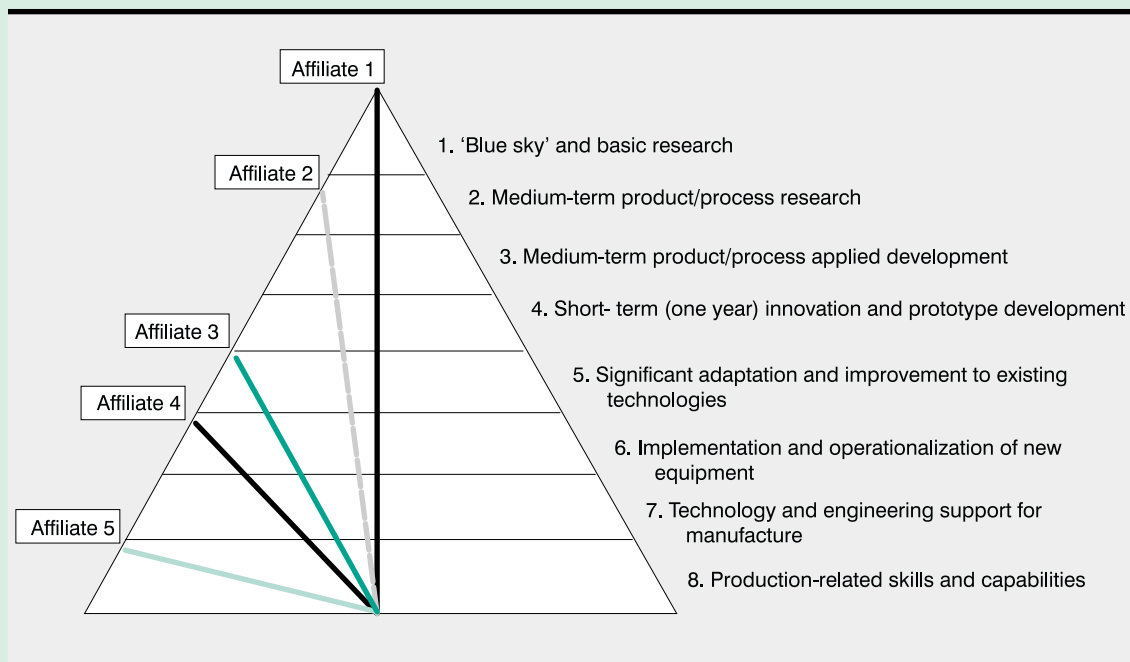 Affiliate 1
1. ‘Blue sky’ and basic research
Affiliate 2
2. Medium-term product/process research
3. Medium-term product/process applied development
4. Short- term (one year) innovation and prototype development
Affiliate 3
5. Significant adaptation and improvement to existing
technologies
Affiliate 4
6. Implementation and operationalization of new
equipment
7. Technology and engineering support for
manufacture
Affiliate 5
8. Production-related skills and capabilities